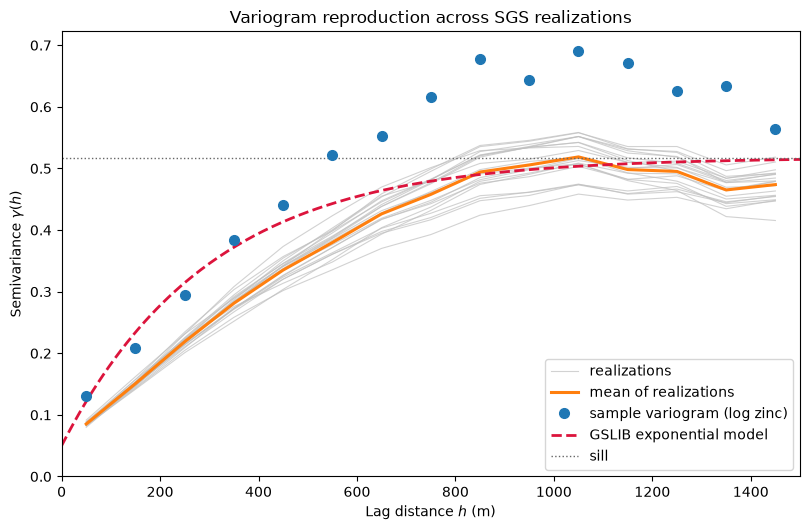 Variogram reproduction across SGS realizations
Semivariance γ(h)
0.7
0.6
0.5
0.4
0.3
0.2
0.1
0.0
0
200
400
600
800
1000
1200
1400
Lag distance h (m)
realizations
mean of realizations
sample variogram (log zinc)
GSLIB exponential model
sill